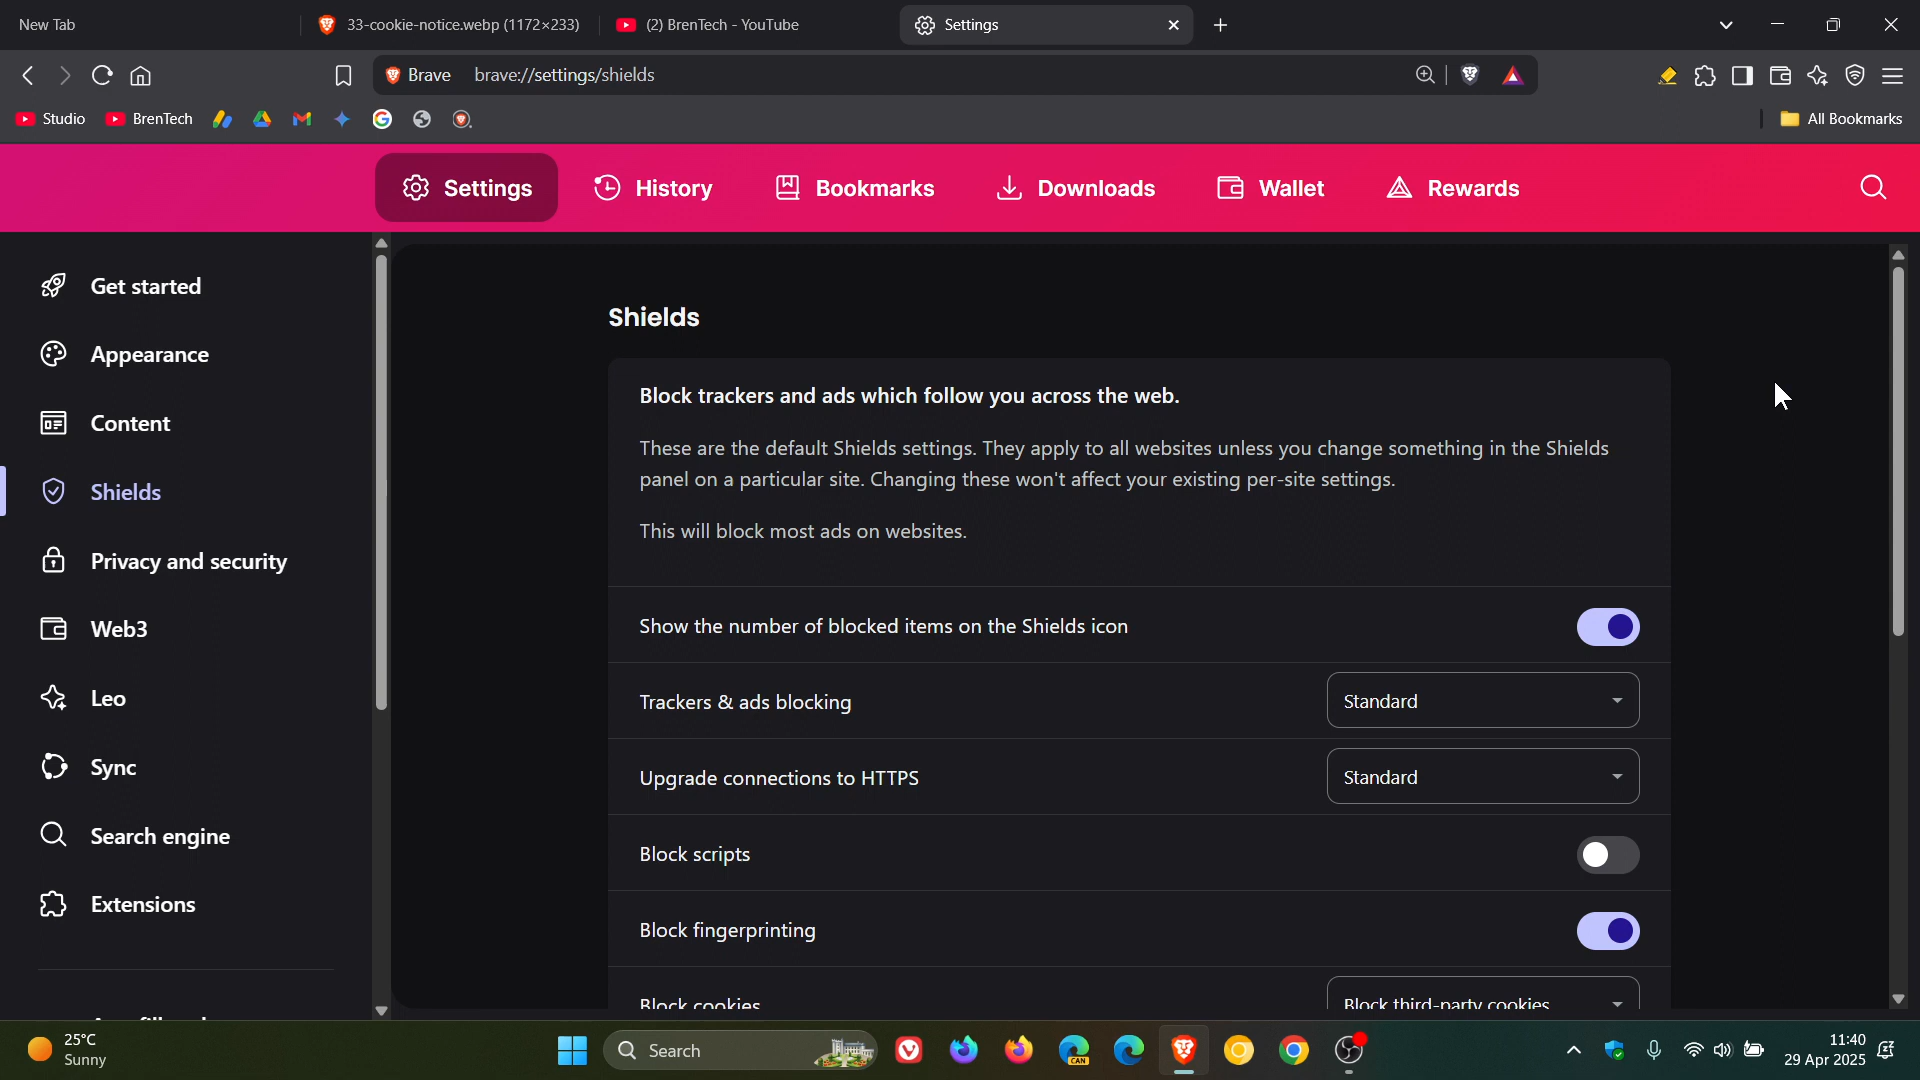 New Tab
33-cookie-notice.webp (1172×233)
(2) BrenTech - YouTube
Settings
Brave
brave://settings/shields
Studio
BrenTech
All Bookmarks
Settings
History
Bookmarks
Downloads
Wallet
Rewards
Get started
Appearance
Content
Shields
Privacy and security
Web3
Leo
Sync
Search engine
Extensions
Shields
Block trackers and ads which follow you across the web.
These are the default Shields settings. They apply to all websites unless you change something in the Shields
panel on a particular site. Changing these won't affect your existing per-site settings.
This will block most ads on websites.
Show the number of blocked items on the Shields icon
Trackers & ads blocking
Standard
Upgrade connections to HTTPS
Standard
Block scripts
Block fingerprinting
Block cookies
Block third-party cookies
25°C
Sunny
Search
CAN
11:40
29 Apr 2025